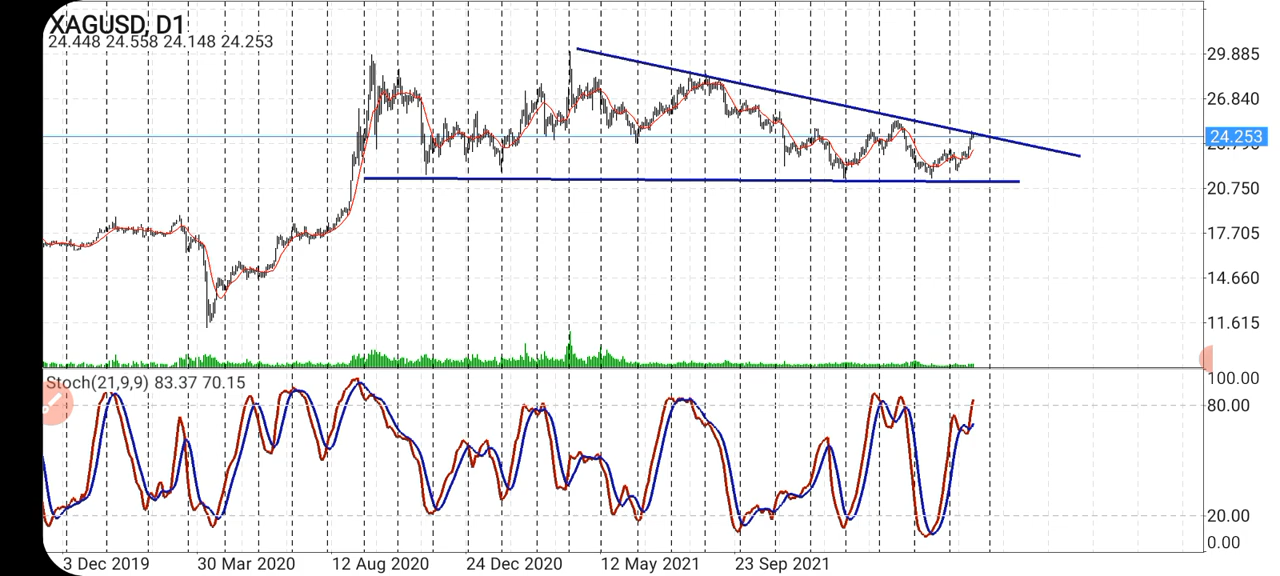 XAGUSD, D1
24.448 24.558 24.148 24.253
29.885
26.840
24.253
20.750
17.705
14.660
11.615
Stoch(21,9,9) 83.37 70.15
100.00
80.00
20.00
0.00
3 Dec 2019 30 Mar 2020 12 Aug 2020 24 Dec 2020 12 May 2021 23 Sep 2021